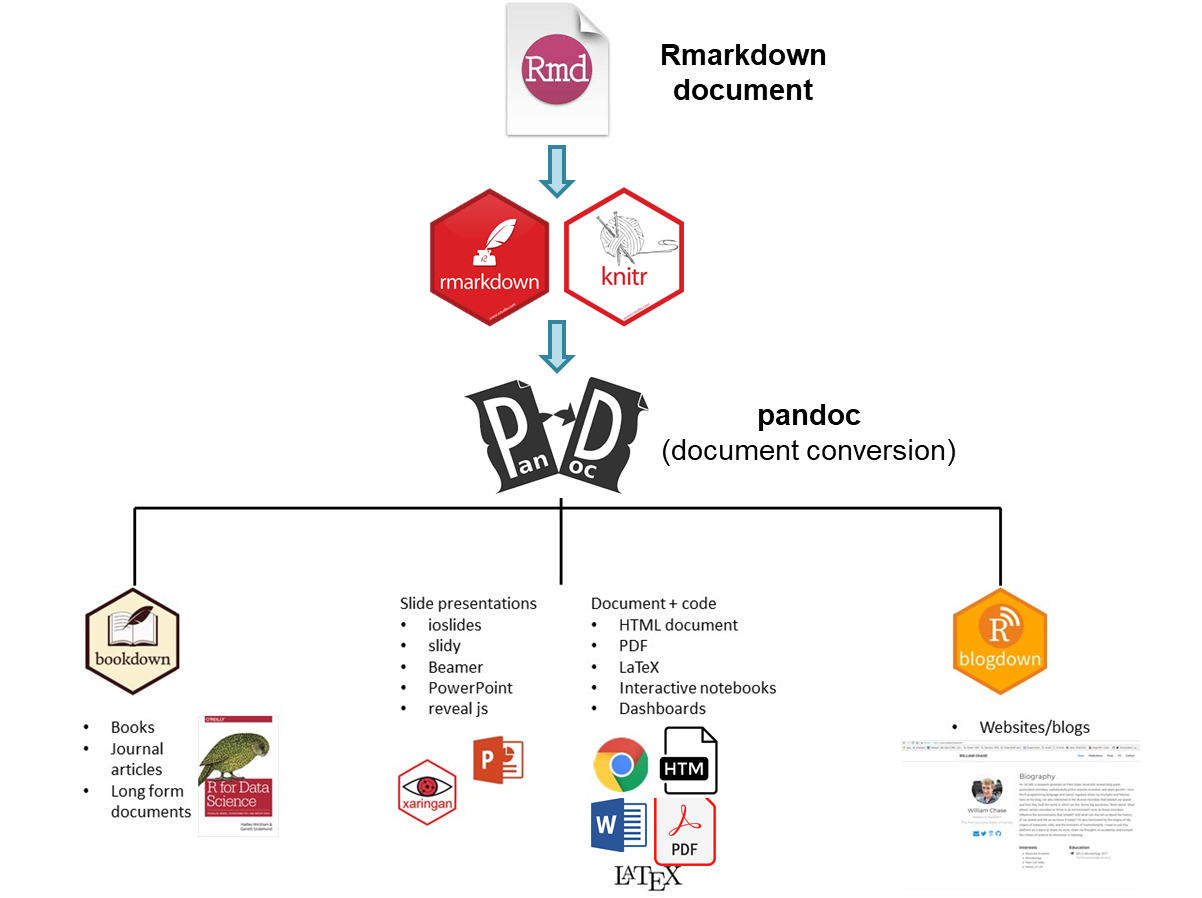 Rmd
Rmarkdown
document
rmarkdown
knitr
Pan
Doc
pandoc
(document conversion)
bookdown
• Books
• Journal
articles
• Long form
documents
O'REILLY
R for Data
Science
Hadley Wickham &
Garrett Grolemund
Slide presentations
• ioslides
• slidy
• Beamer
• PowerPoint
• reveal js
xaringan
P
Document + code
• HTML document
• PDF
• LaTeX
• Interactive notebooks
• Dashboards
HTM
W
PDF
LATEX
R
blogdown
• Websites/blogs
WILLIAM CHASE
William Chase
Biography
Interests
Education